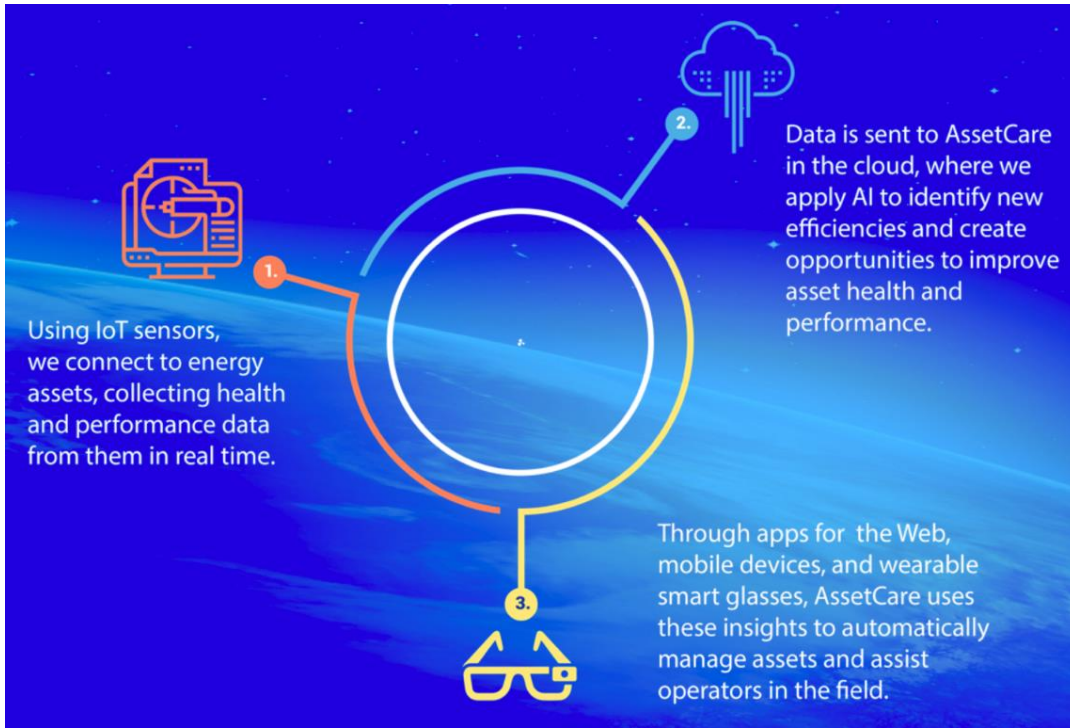 1.
Using IoT sensors,
we connect to energy
assets, collecting health
and performance data
from them in real time.
2.
Data is sent to AssetCare
in the cloud, where we
apply AI to identify new
efficiencies and create
opportunities to improve
asset health and
performance.
3.
Through apps for the Web,
mobile devices, and wearable
smart glasses, AssetCare uses
these insights to automatically
manage assets and assist
operators in the field.